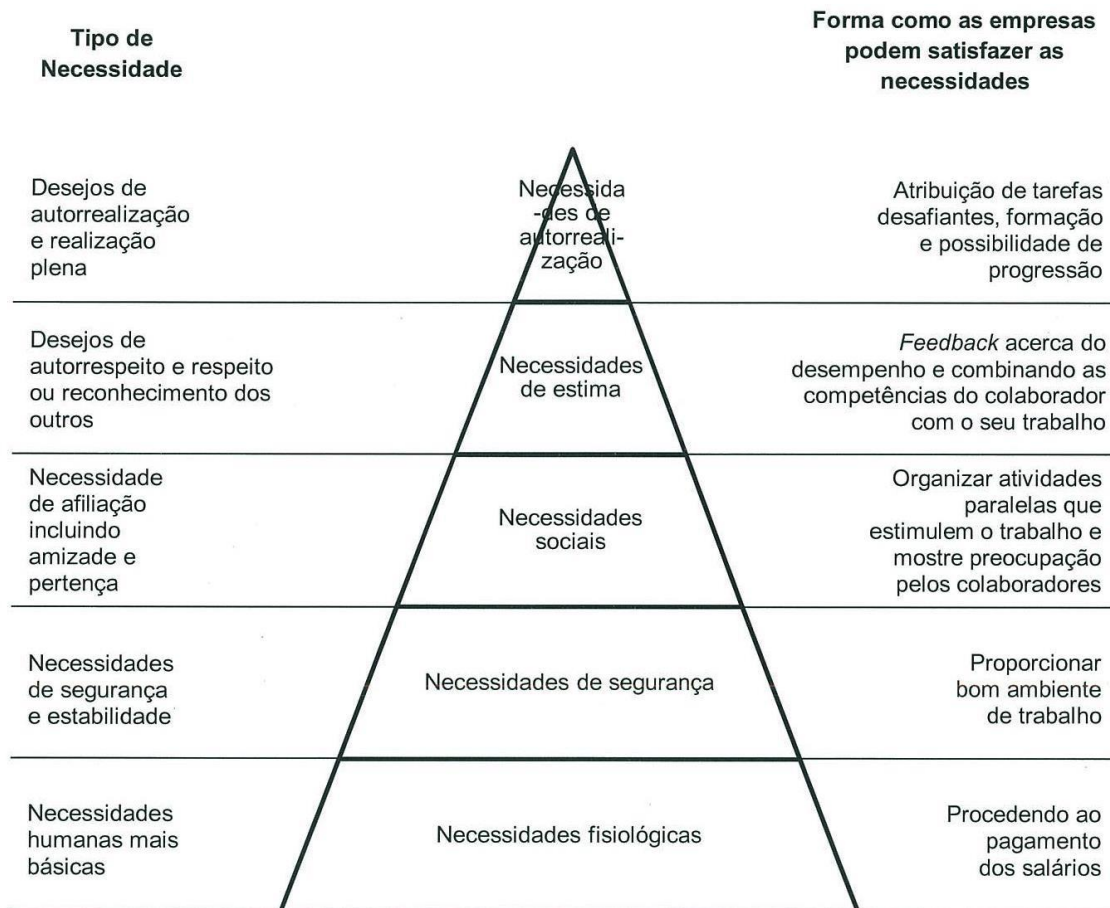 Tipo de
Necessidade
Forma como as empresas
podem satisfazer as
necessidades
Desejos de
autorrealização
e realização
plena
Necessida
-des de
autorreali-
zação
Atribuição de tarefas
desafiantes, formação
e possibilidade de
progressão
Desejos de
autorrespeito e respeito
ou reconhecimento dos
outros
Necessidades
de estima
Feedback acerca do
desempenho e combinando as
competências do colaborador
com o seu trabalho
Necessidade
de afiliação
incluindo
amizade e
pertença
Necessidades
sociais
Organizar atividades
paralelas que
estimulem o trabalho e
mostre preocupação
pelos colaboradores
Necessidades
de segurança
e estabilidade
Necessidades de segurança
Proporcionar
bom ambiente
de trabalho
Necessidades
humanas mais
básicas
Necessidades fisiológicas
Procedendo ao
pagamento
dos salários